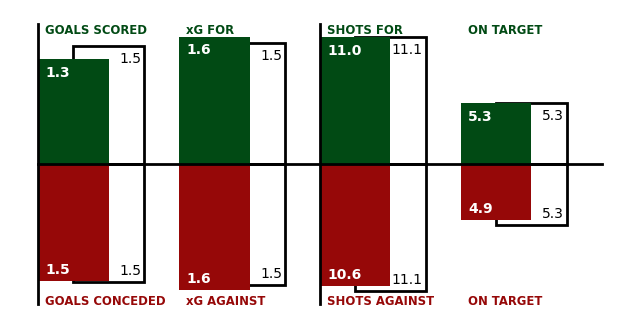 GOALS SCORED xG FOR SHOTS FOR ON TARGET
1.3 1.5 1.6 1.5 11.0 11.1 5.3 5.3
1.5 1.5 1.6 1.5 10.6 11.1 4.9 5.3
GOALS CONCEDED xG AGAINST SHOTS AGAINST ON TARGET